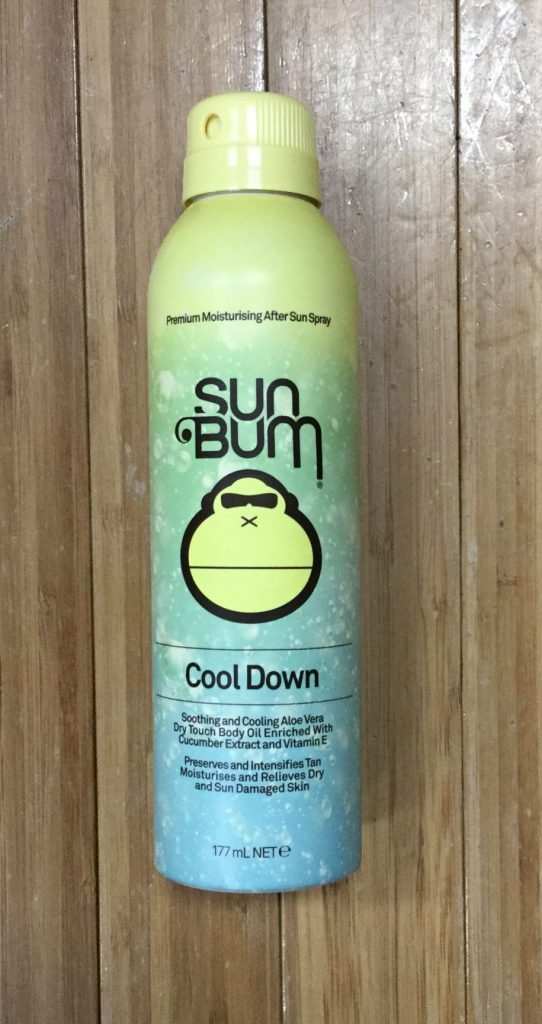 Premium Moisturising After Sun Spray
SUN
BUM®
Cool Down
Soothing and Cooling Aloe Vera
Dry Touch Body Oil Enriched With
Cucumber Extract and Vitamin E
Preserves and Intensifies Tan
Moisturises and Relieves Dry
and Sun Damaged Skin
177 mL NET ℮